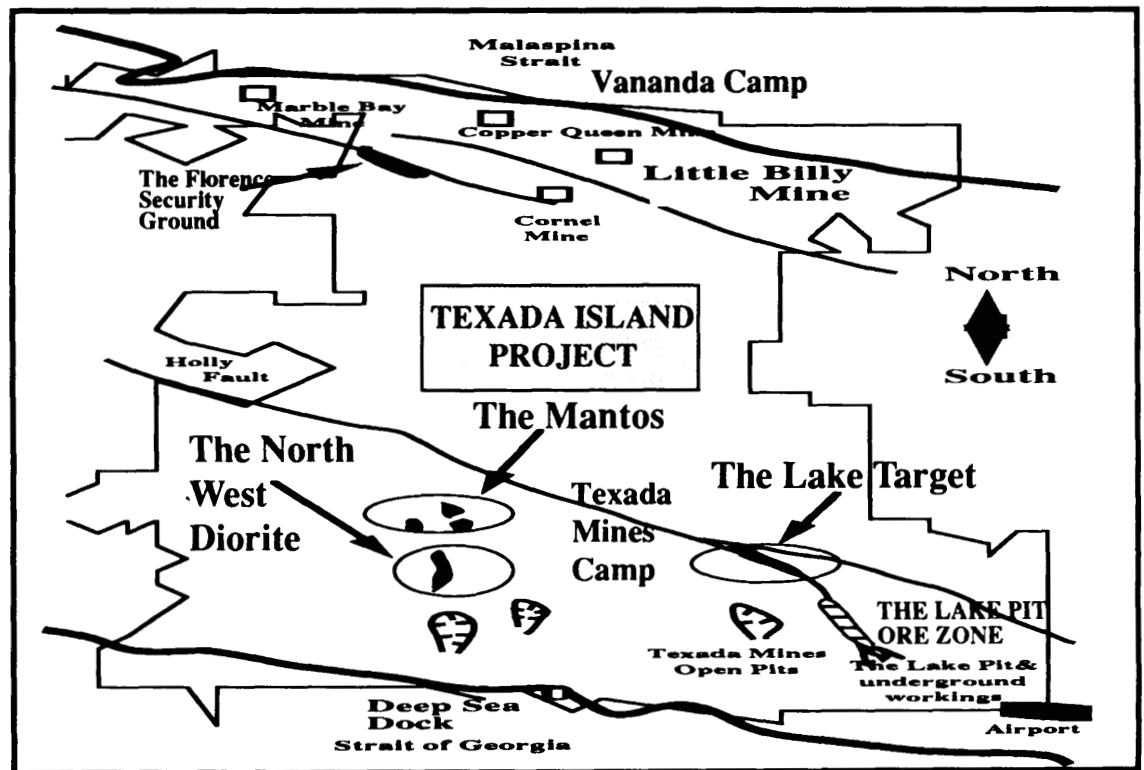 Malaspina
Strait
Vananda Camp
Marble Bay
Mine
Copper Queen Mine
Little Billy
Mine
The Florence
Security
Ground
Cornel
Mine
North
South
TEXADA ISLAND
PROJECT
Holly
Fault
The Mantos
The North
West
Diorite
Texada
Mines
Camp
The Lake Target
THE LAKE PIT
ORE ZONE
Texada Mines
Open Pits
The Lake Pit&
underground
workings
Deep Sea
Dock
Strait of Georgia
Airport